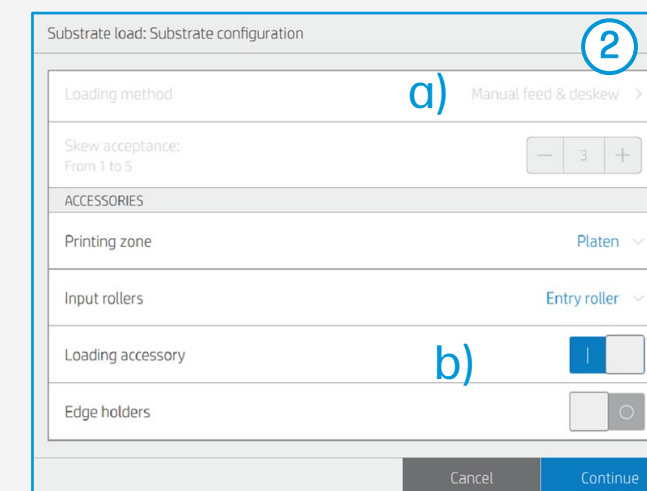 Substrate load: Substrate configuration
2
Loading method a) Manual feed & deskew >
Skew acceptance: − 3 +
From 1 to 5
ACCESSORIES
Printing zone Platen
Input rollers Entry roller
Loading accessory b)
Edge holders
Cancel Continue